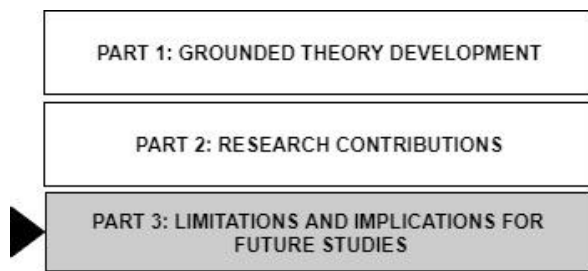 PART 1: GROUNDED THEORY DEVELOPMENT
PART 2: RESEARCH CONTRIBUTIONS
PART 3: LIMITATIONS AND IMPLICATIONS FOR
FUTURE STUDIES